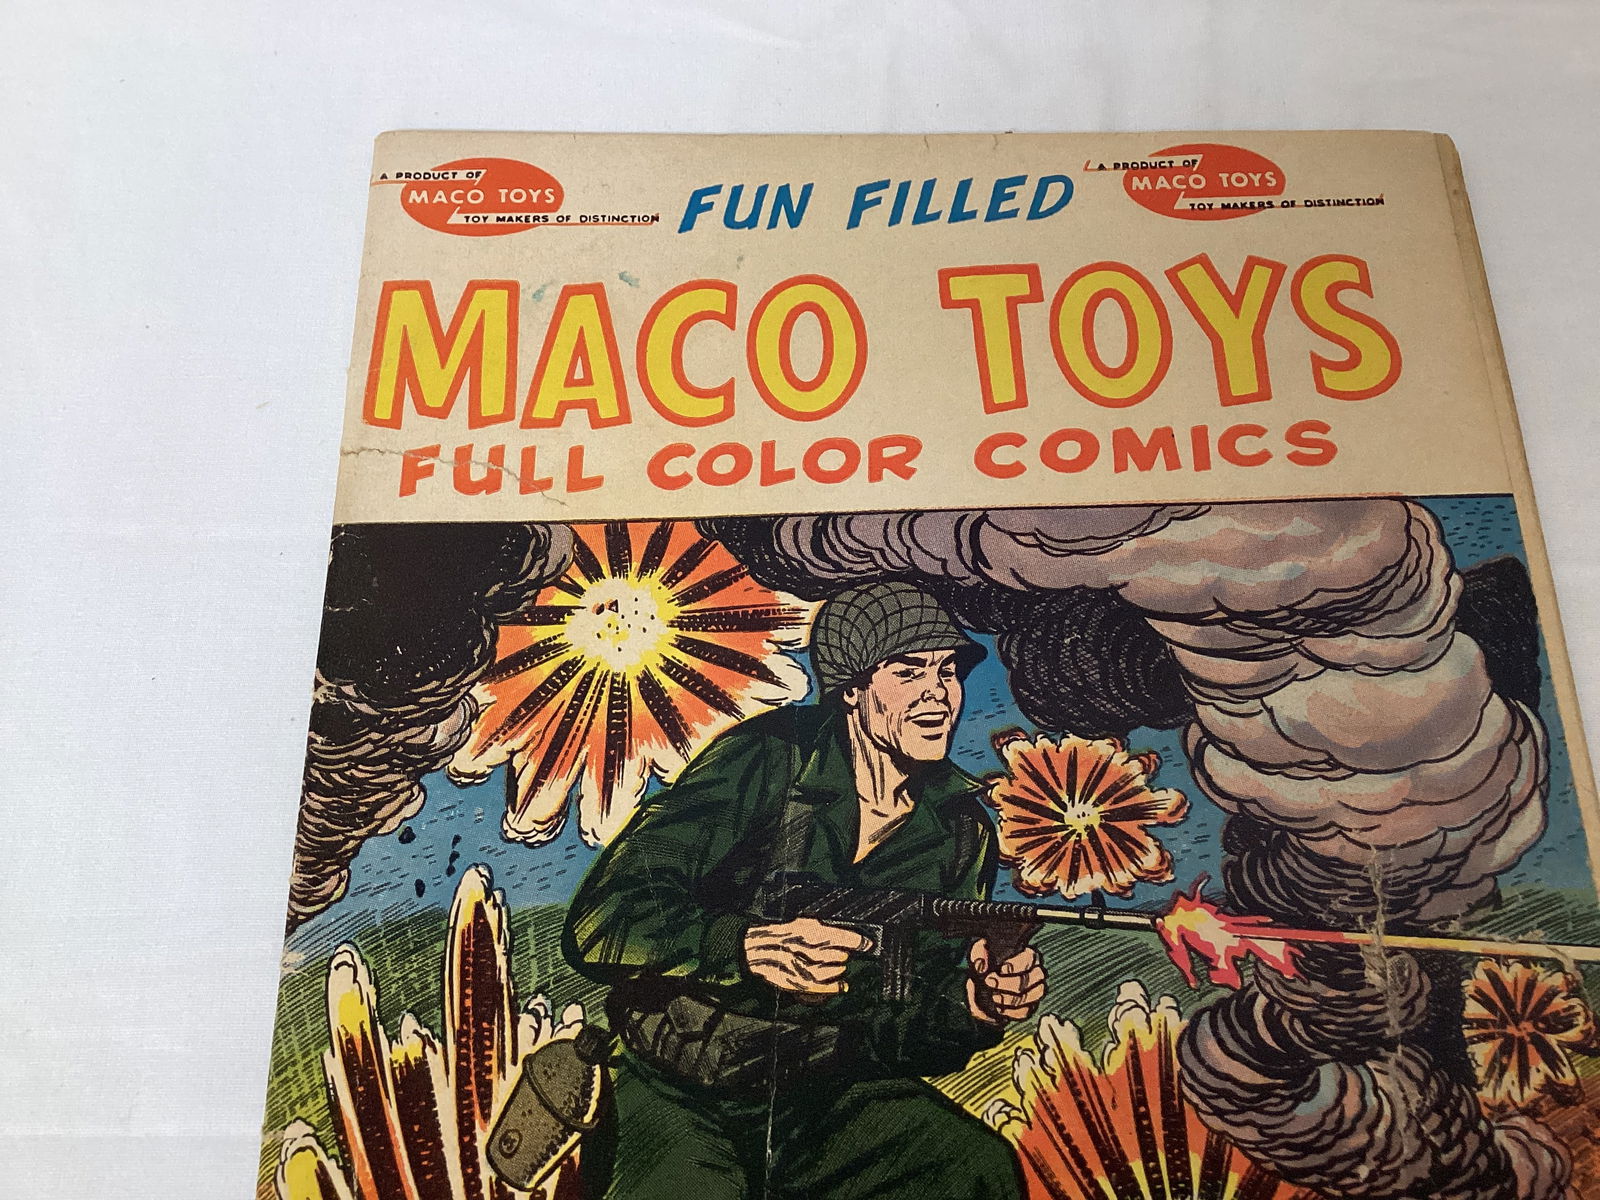 A PRODUCT OF
MACO TOYS
TOY MAKERS OF DISTINCTION
FUN FILLED
A PRODUCT OF
MACO TOYS
TOY MAKERS OF DISTINCTION
MACO TOYS
FULL COLOR COMICS